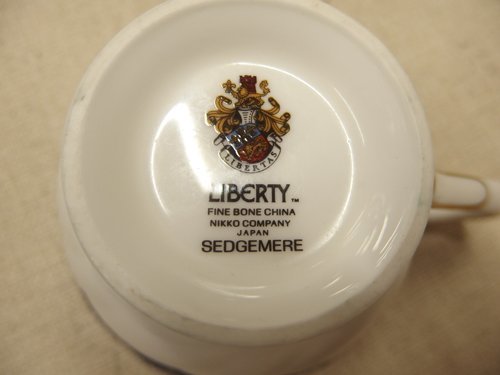 LIBERTAS
LIBERTY™
FINE BONE CHINA
NIKKO COMPANY
JAPAN
SEDGEMERE